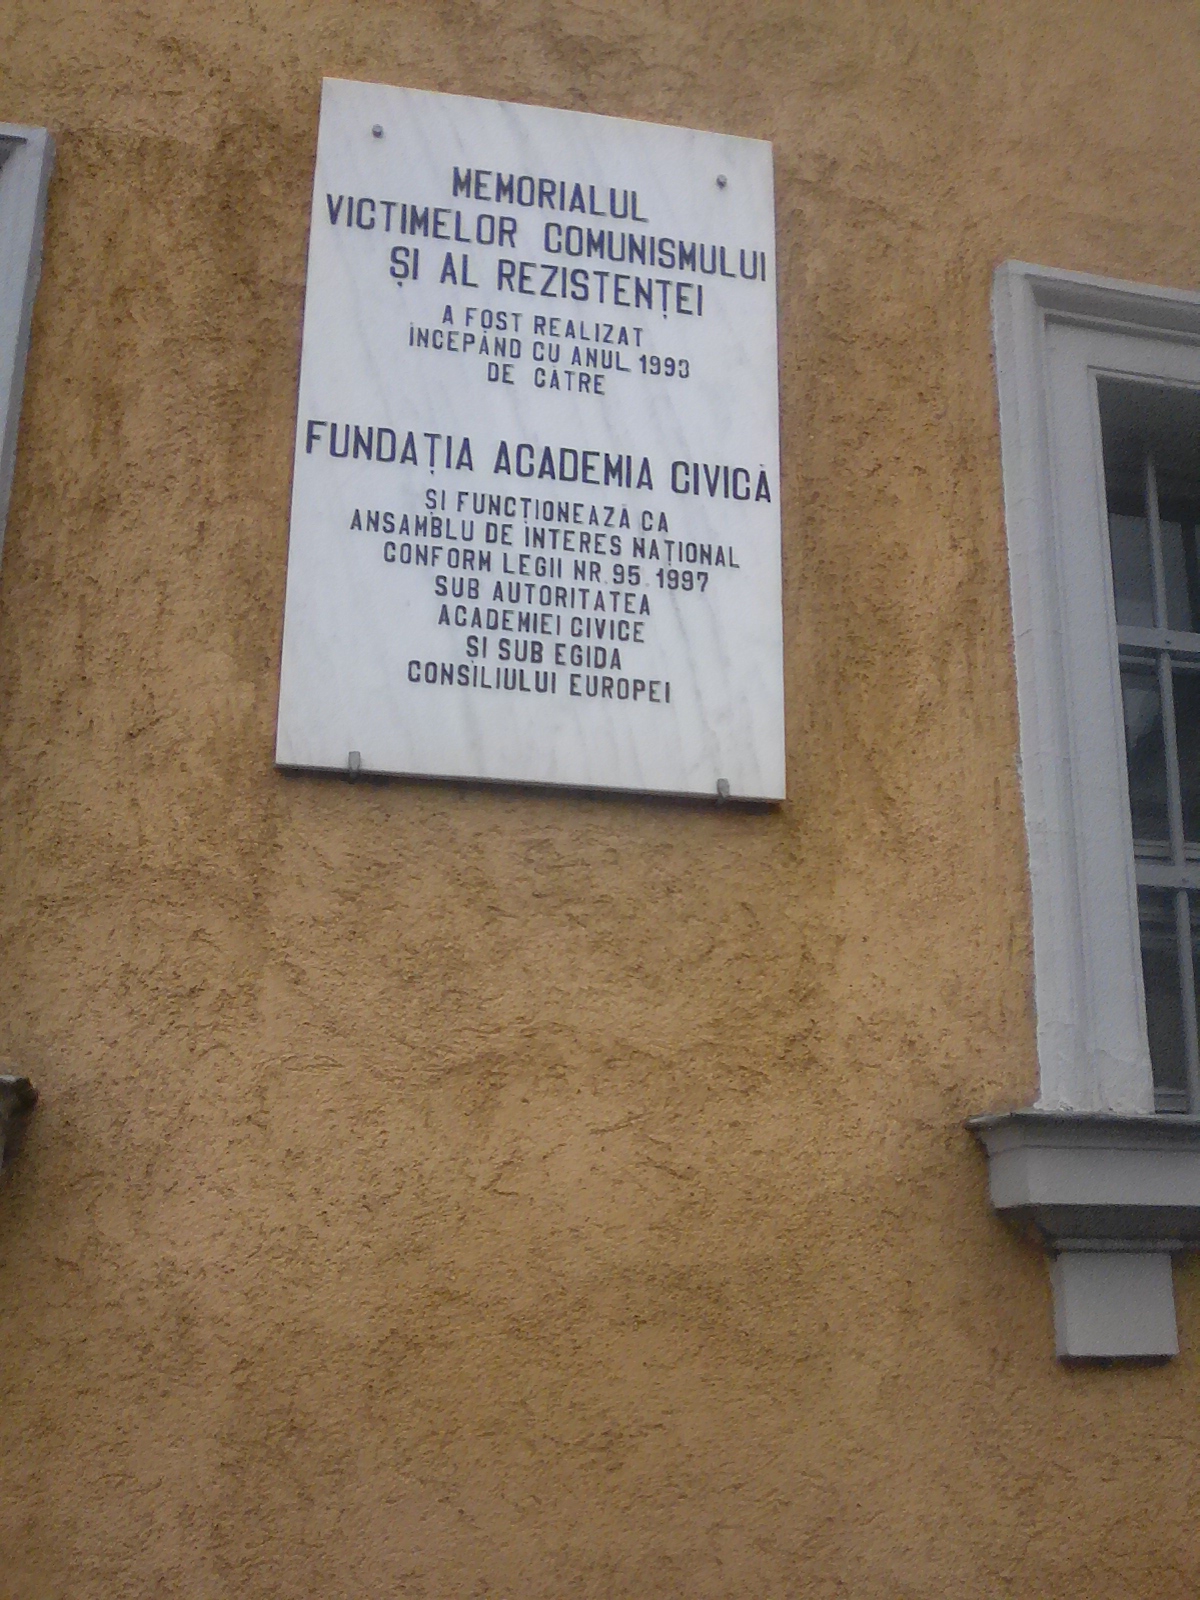 MEMORIALUL
VICTIMELOR COMUNISMULUI
ȘI AL REZISTENȚEI
A FOST REALIZAT
ÎNCEPÂND CU ANUL 1993
DE CĂTRE
FUNDAȚIA ACADEMIA CIVICĂ
ȘI FUNCȚIONEAZĂ CA
ANSAMBLU DE INTERES NAȚIONAL
CONFORM LEGII NR. 95. 1997
SUB AUTORITATEA
ACADEMIEI CIVICE
ȘI SUB EGIDA
CONSILIULUI EUROPEI